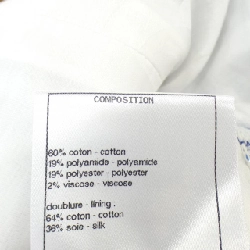 COMPOSITION
60% coton - cotton
19% polyamide - polyamide
19% polyester - polyester
2% viscose - viscose
doublure - lining :
64% coton - cotton
36% soie - silk